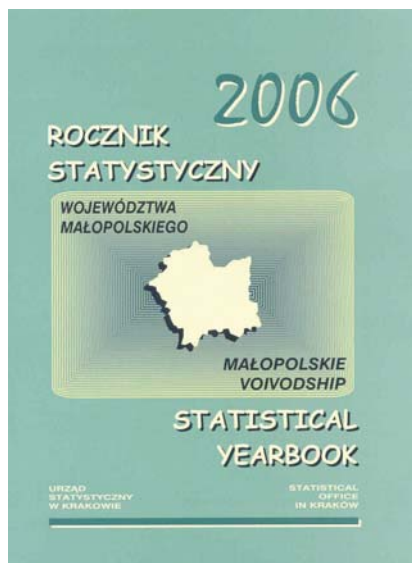 2006
ROCZNIK
STATYSTYCZNY
WOJEWÓDZTWA
MAŁOPOLSKIEGO
MAŁOPOLSKIE
VOIVODSHIP
STATISTICAL
YEARBOOK
URZĄD
STATYSTYCZNY
W KRAKOWIE
STATISTICAL
OFFICE
IN KRAKÓW